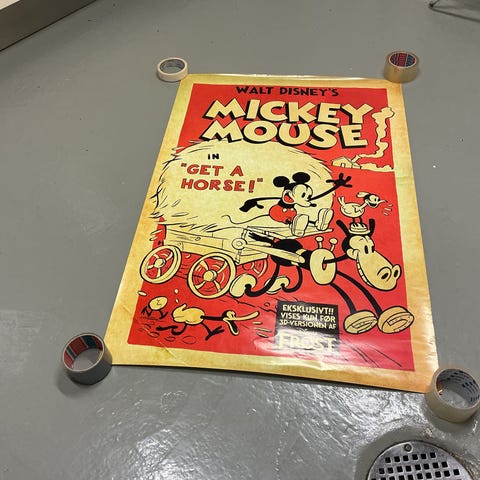 WALT DISNEY'S
MICKEY
MOUSE
IN
"GET A
HORSE!"
EKSKLUSIVT!!
VISES KUN FØR
3D-VERSIONEN AF
FROST